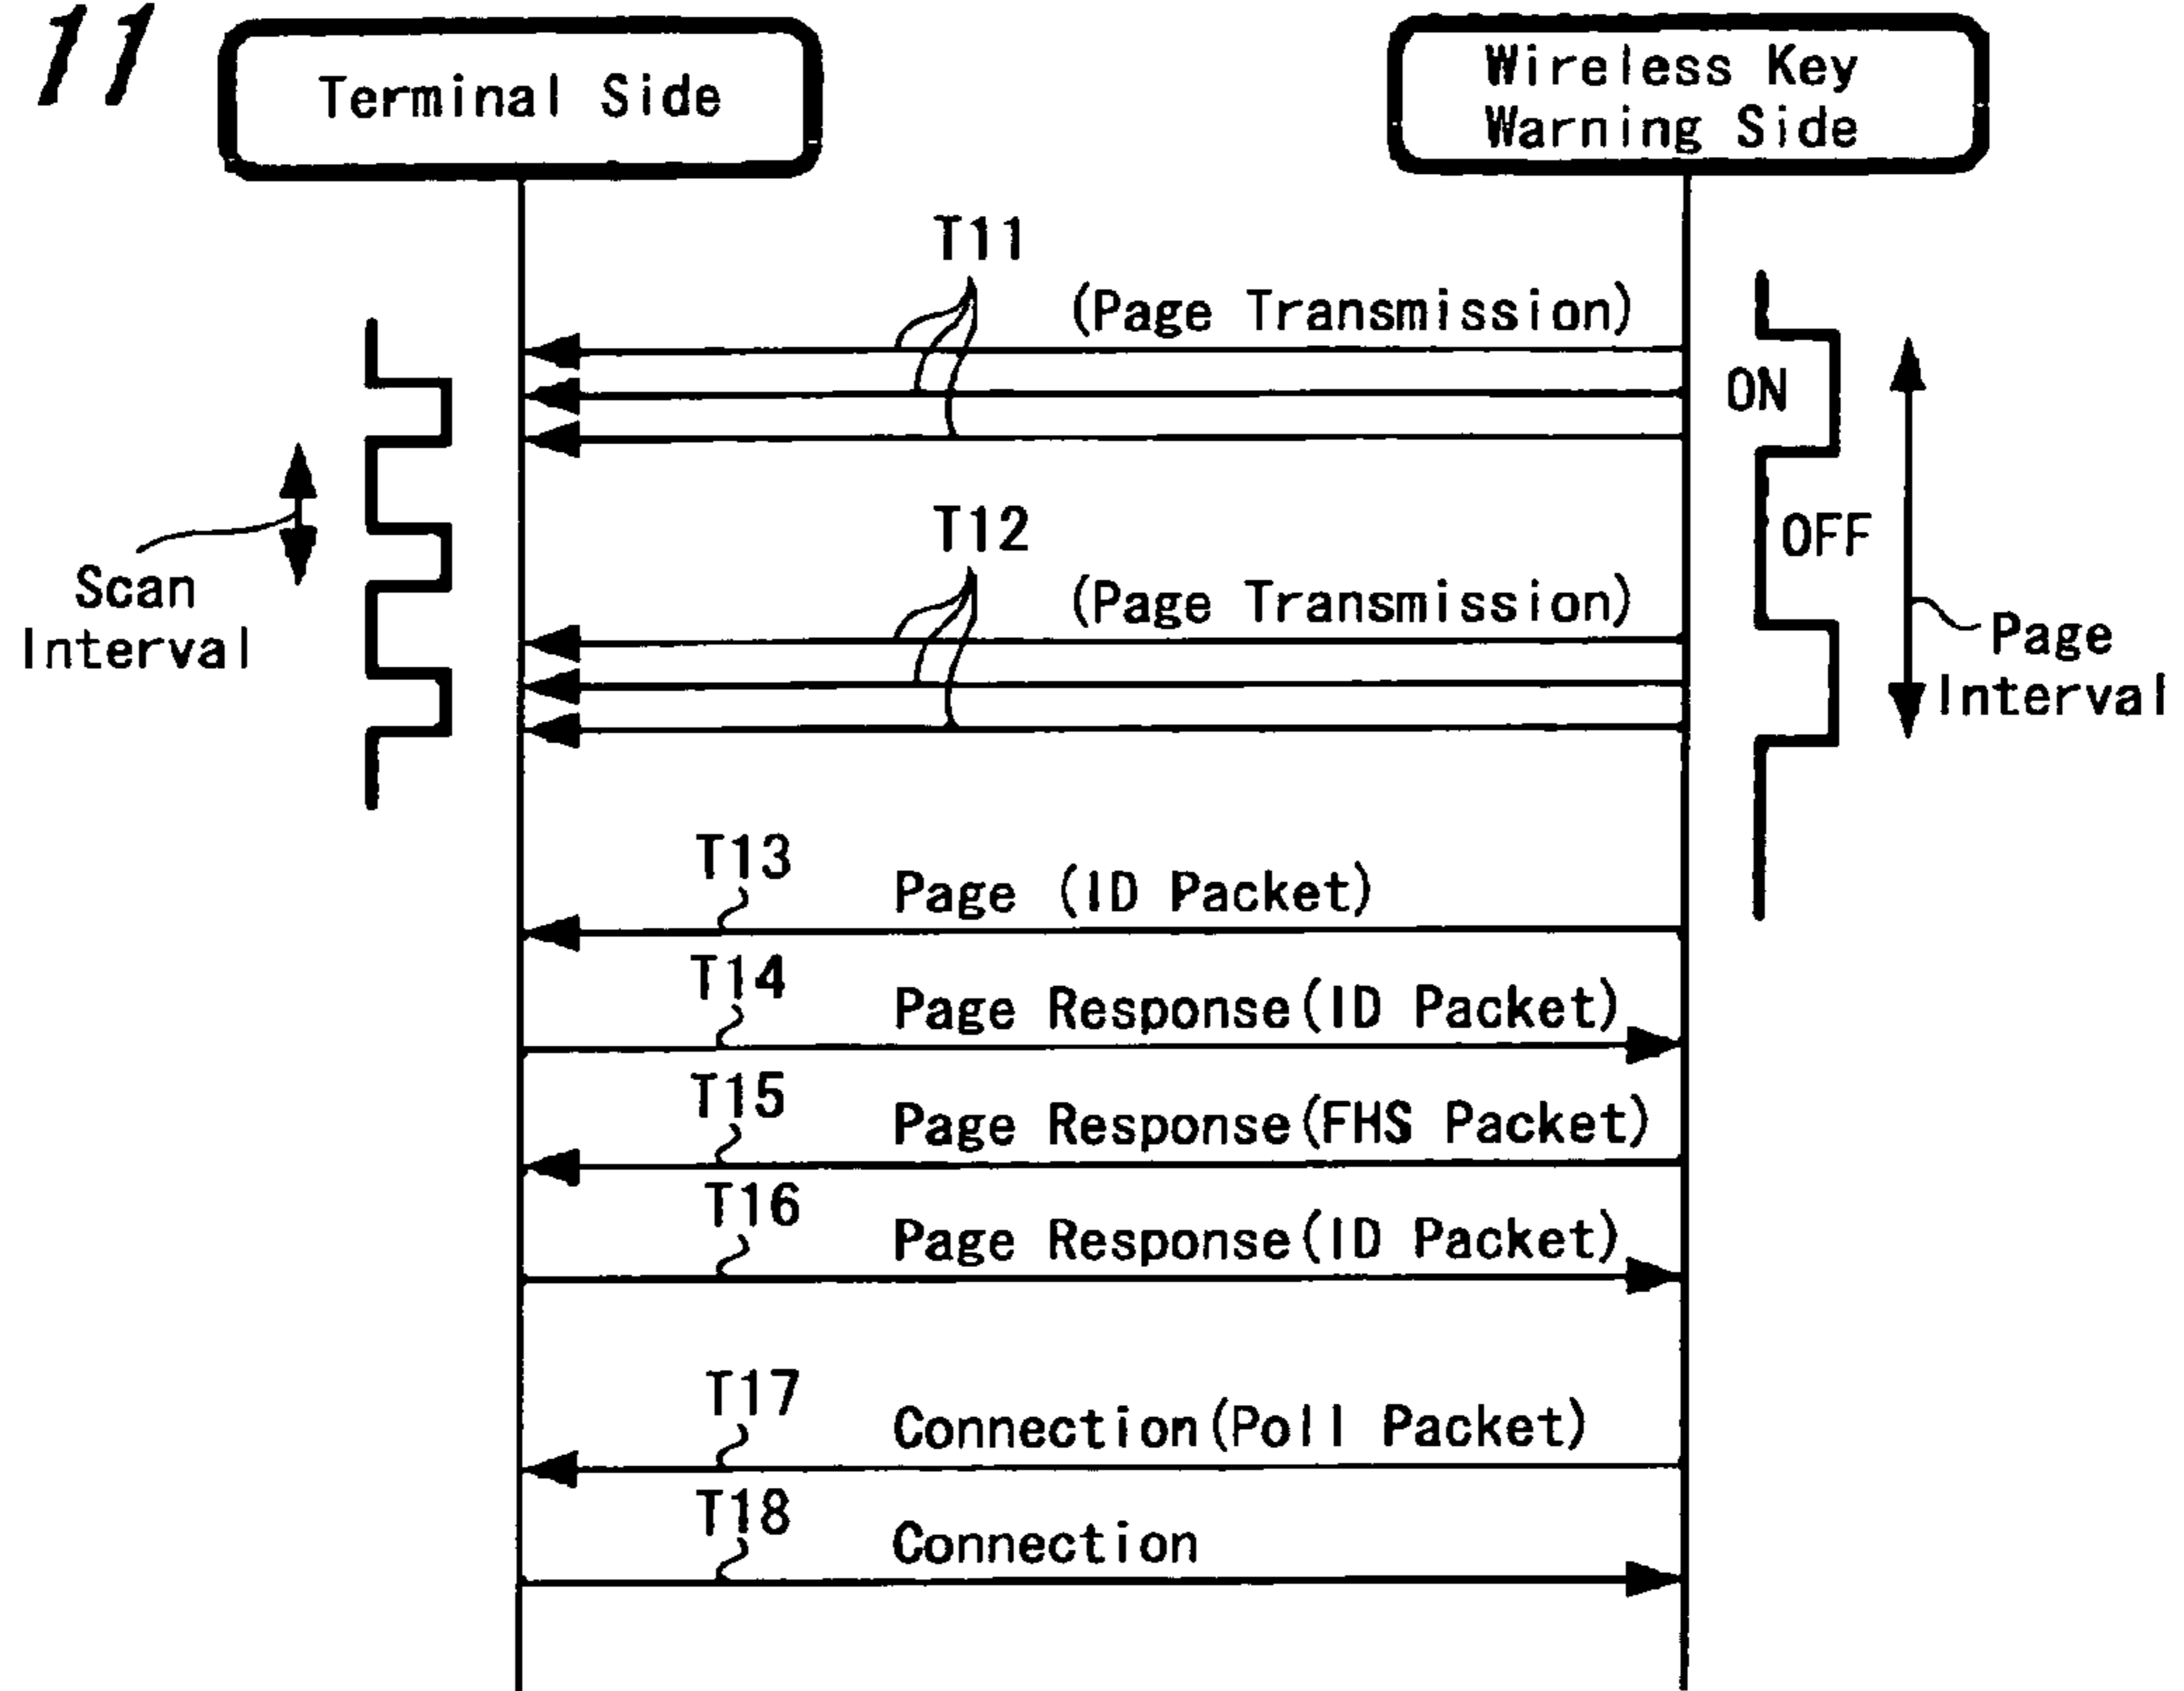 11
Terminal Side
Wireless Key
Warning Side
T11
(Page Transmission)
ON
OFF
T12
(Page Transmission)
Scan
Interval
Page
Interval
T13
Page (ID Packet)
T14
Page Response(ID Packet)
T15
Page Response(FHS Packet)
T16
Page Response(ID Packet)
T17
Connection(Poll Packet)
T18
Connection